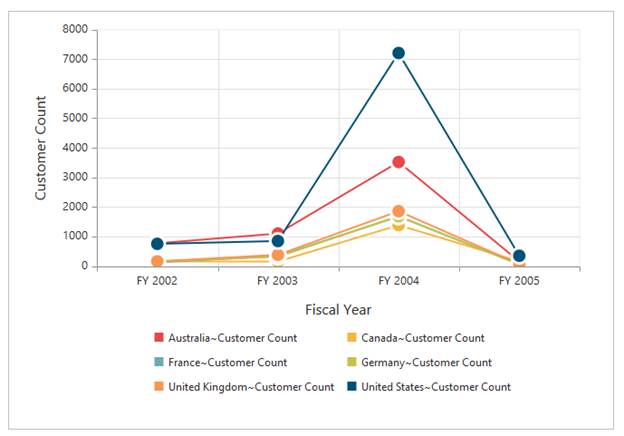 8000
7000
6000
5000
4000
3000
2000
1000
0
Customer Count
FY 2002 FY 2003 FY 2004 FY 2005
Fiscal Year
Australia~Customer Count Canada~Customer Count
France~Customer Count Germany~Customer Count
United Kingdom~Customer Count United States~Customer Count